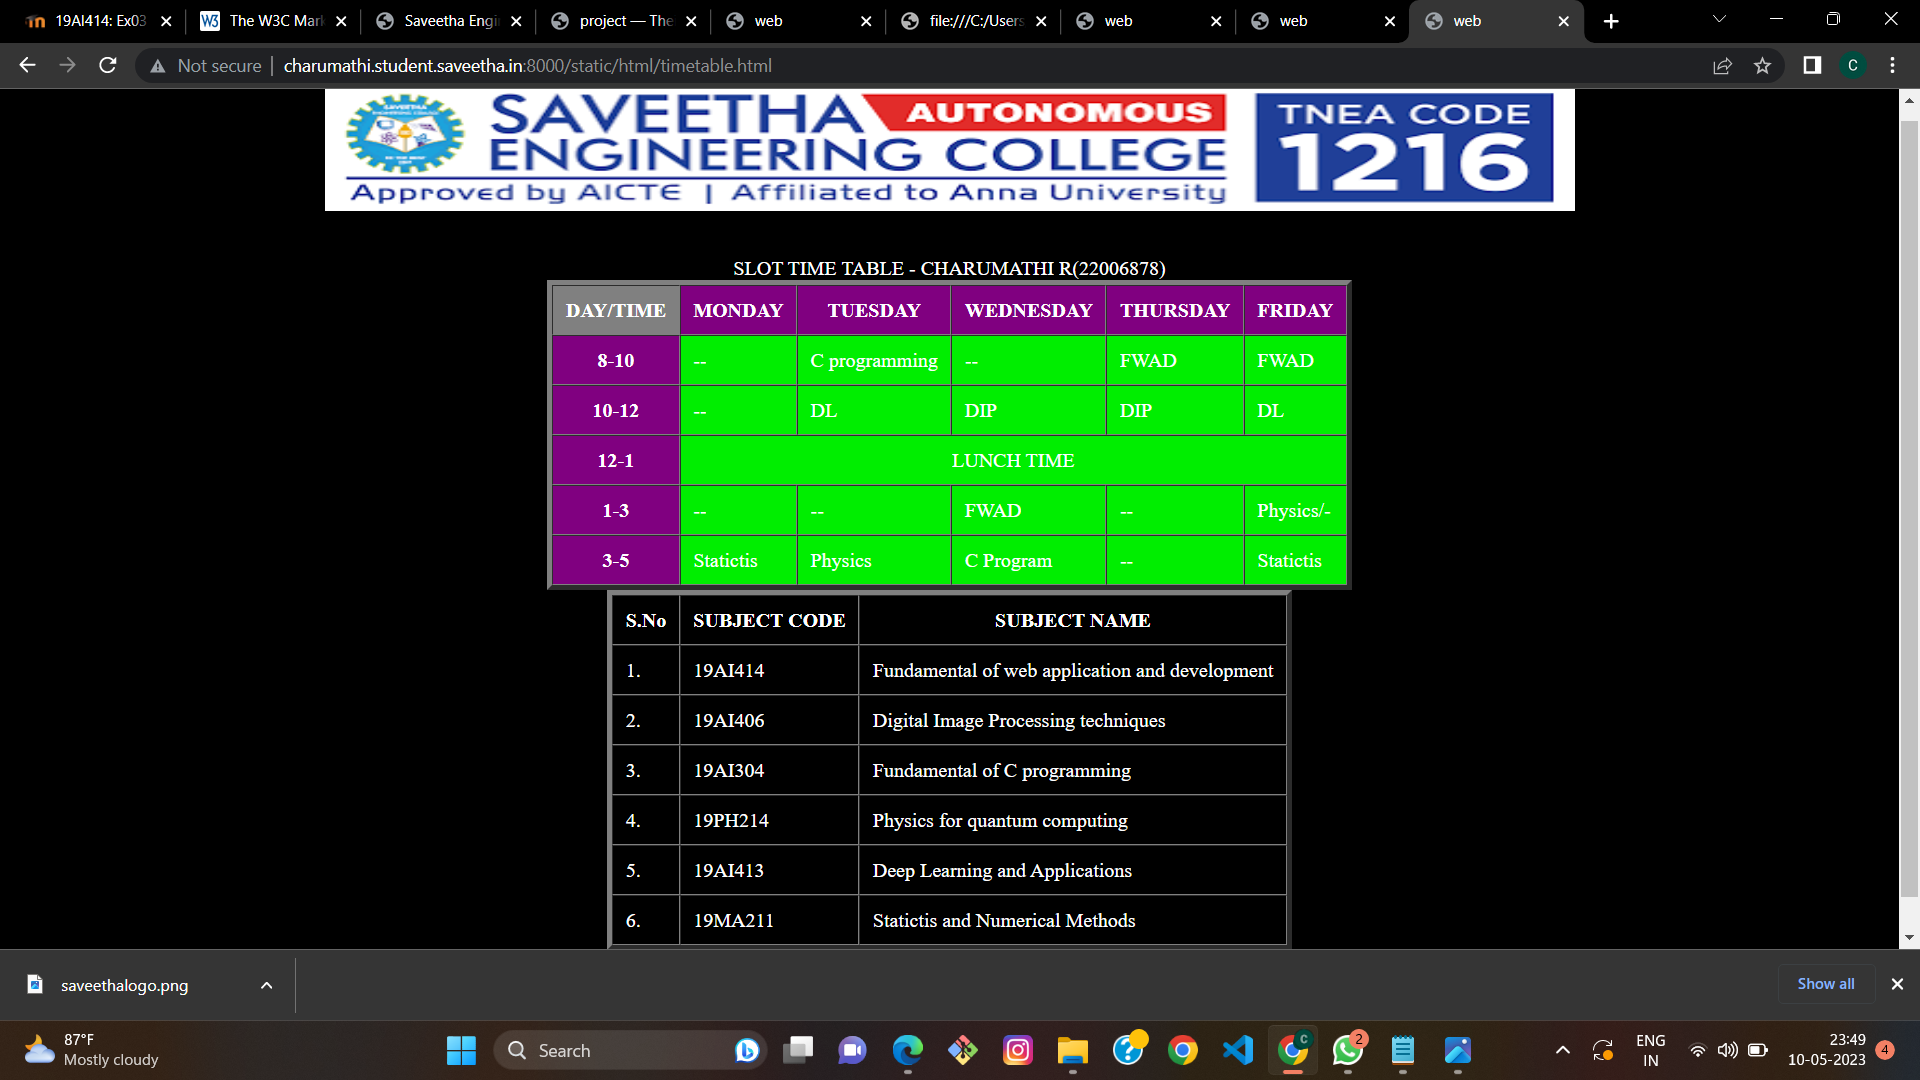 19AI414: Ex03
The W3C Mark
Saveetha Engi
project — The
web
file:///C:/Users
web
web
web
Not secure | charumathi.student.saveetha.in:8000/static/html/timetable.html
C
SAVEETHA AUTONOMOUS
ENGINEERING COLLEGE
Approved by AICTE | Affiliated to Anna University
TNEA CODE
1216
SLOT TIME TABLE - CHARUMATHI R(22006878)
DAY/TIME MONDAY TUESDAY WEDNESDAY THURSDAY FRIDAY
8-10 -- C programming -- FWAD FWAD
10-12 -- DL DIP DIP DL
12-1 LUNCH TIME
1-3 -- -- FWAD -- Physics/-
3-5 Statictis Physics C Program -- Statictis
S.No SUBJECT CODE SUBJECT NAME
1. 19AI414 Fundamental of web application and development
2. 19AI406 Digital Image Processing techniques
3. 19AI304 Fundamental of C programming
4. 19PH214 Physics for quantum computing
5. 19AI413 Deep Learning and Applications
6. 19MA211 Statictis and Numerical Methods
saveethalogo.png
Show all
87°F
Mostly cloudy
Search
C
2
ENG
IN
23:49
10-05-2023
4